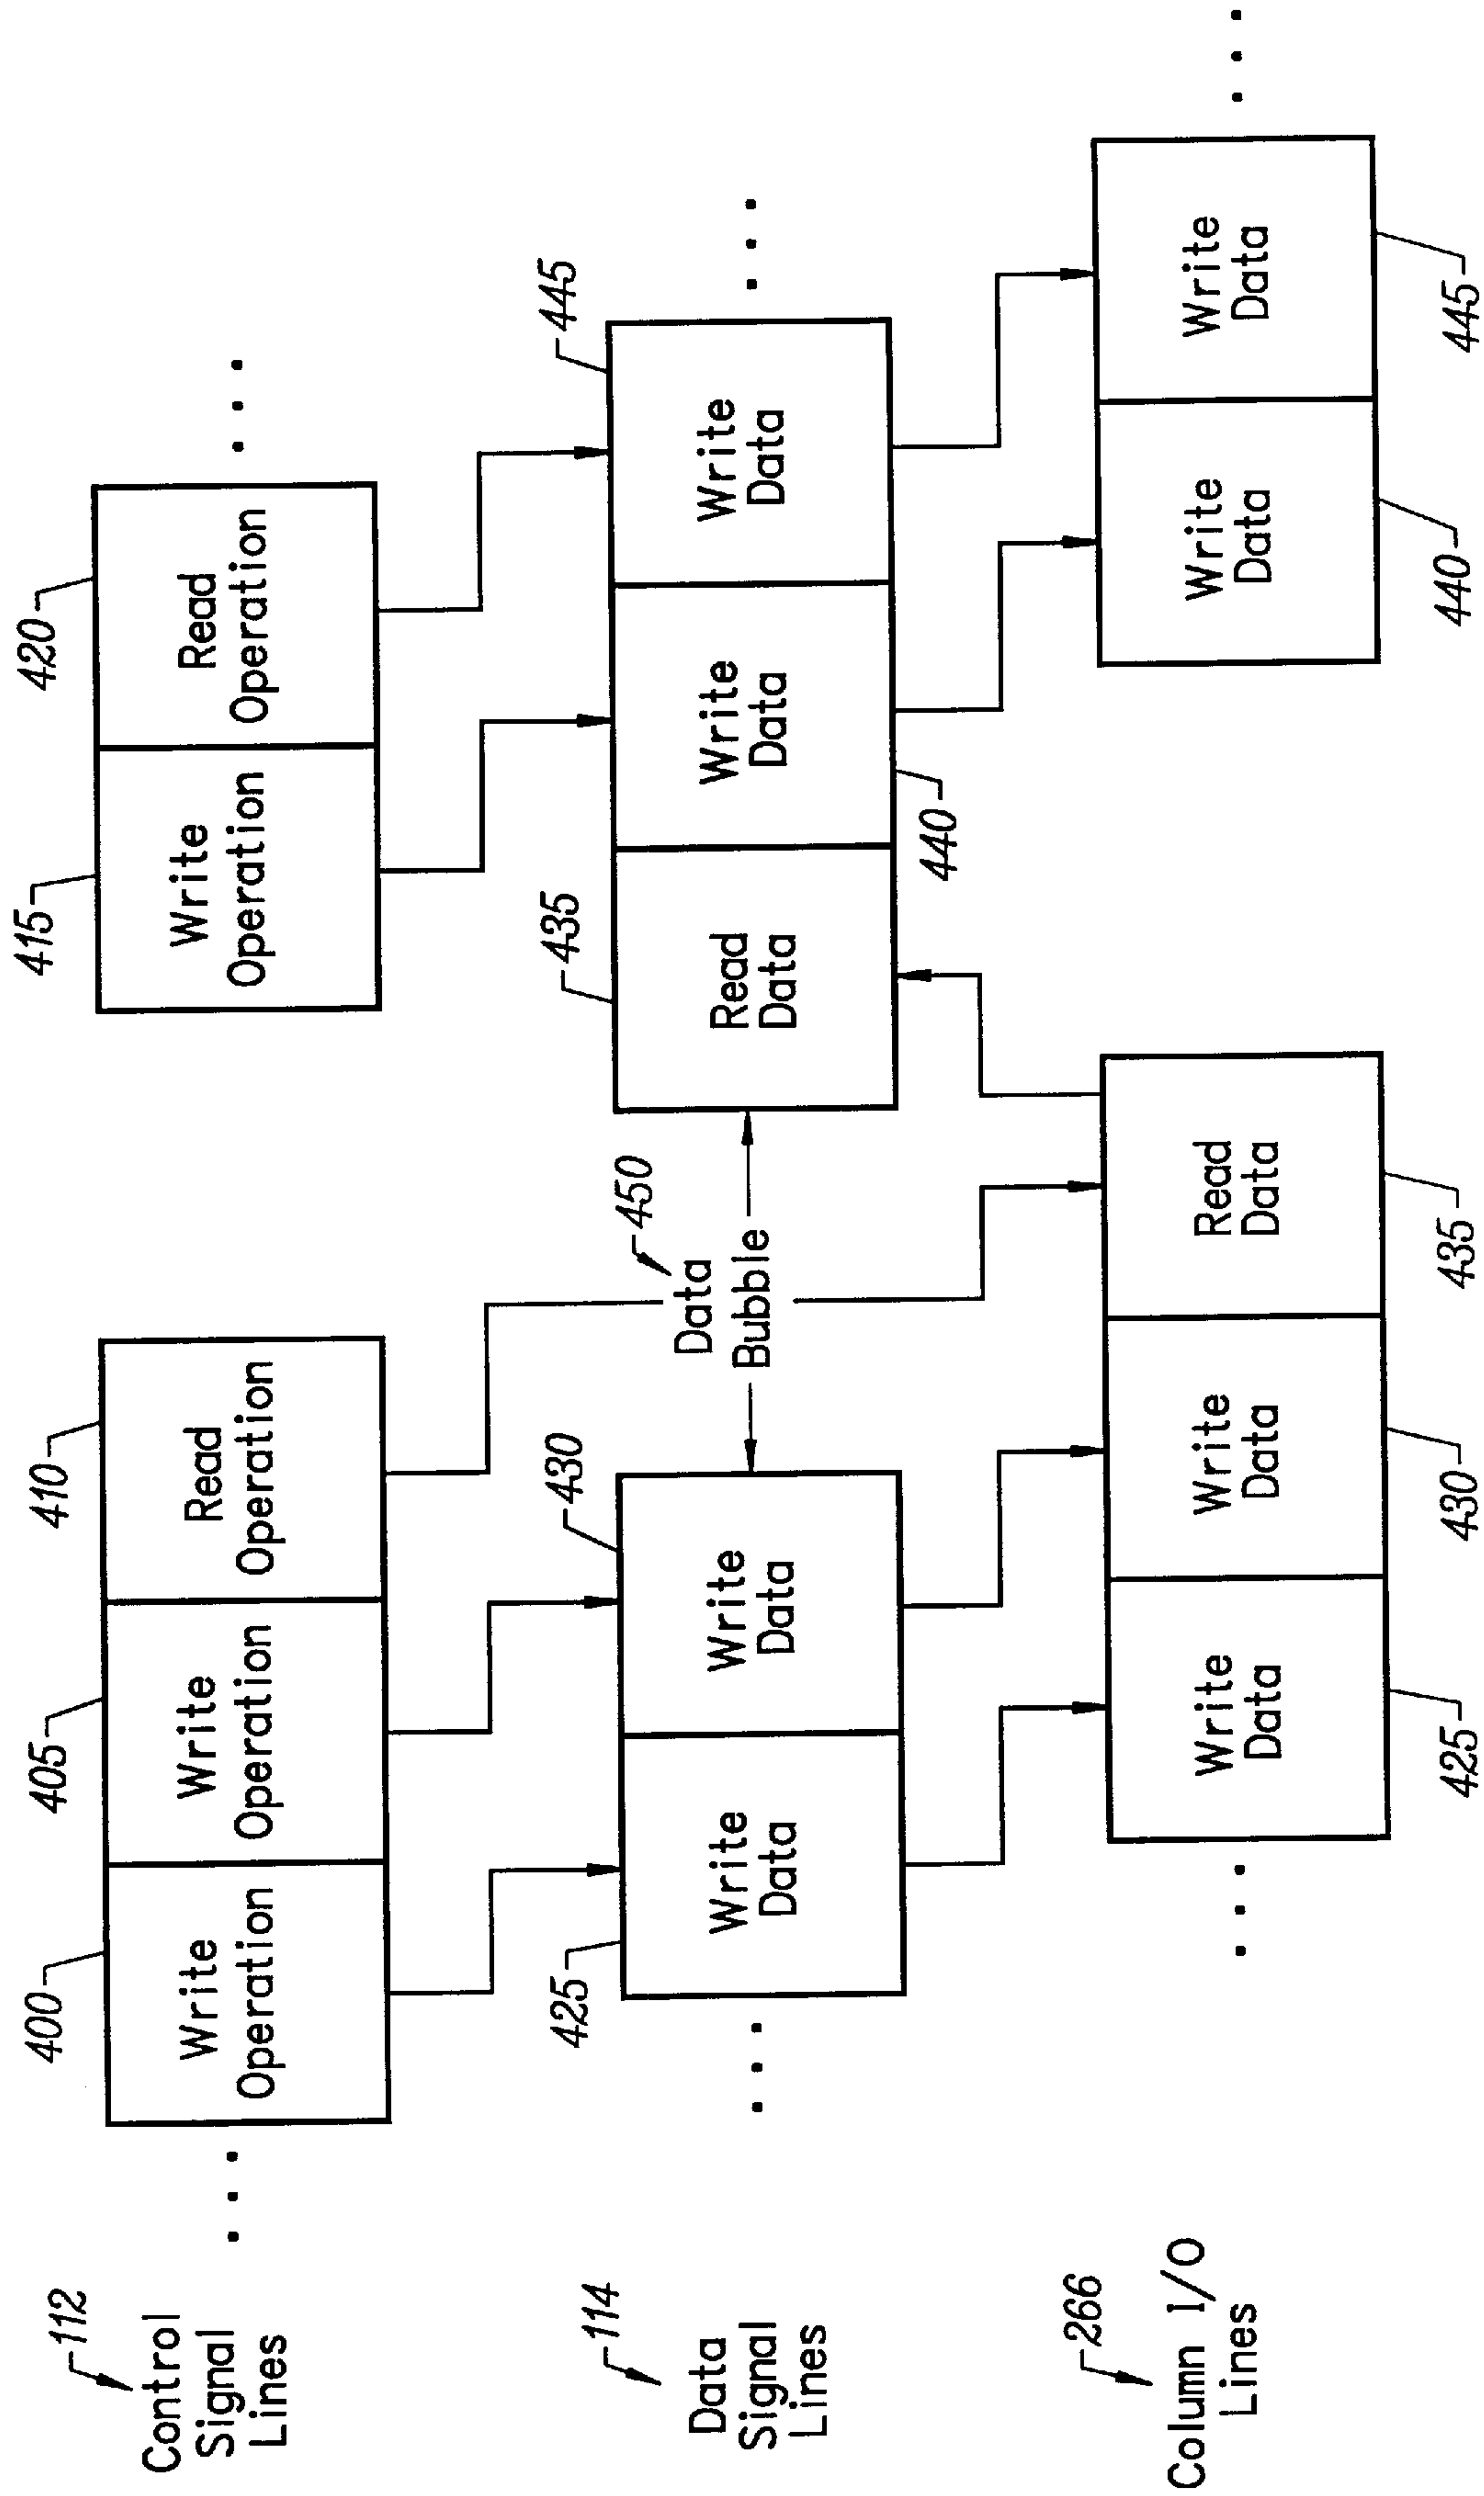 112
Control
Signal
Lines
400
Write
Operation
405
Write
Operation
410
Read
Operation
415
Write
Operation
420
Read
Operation
114
Data
Signal
Lines
425
Write
Data
430
Write
Data
Data
Bubble
450
435
Read
Data
Write
Data
440
Write
Data
445
266
Column I/O
Lines
Write
Data
425
Write
Data
430
Read
Data
435
Write
Data
440
Write
Data
445